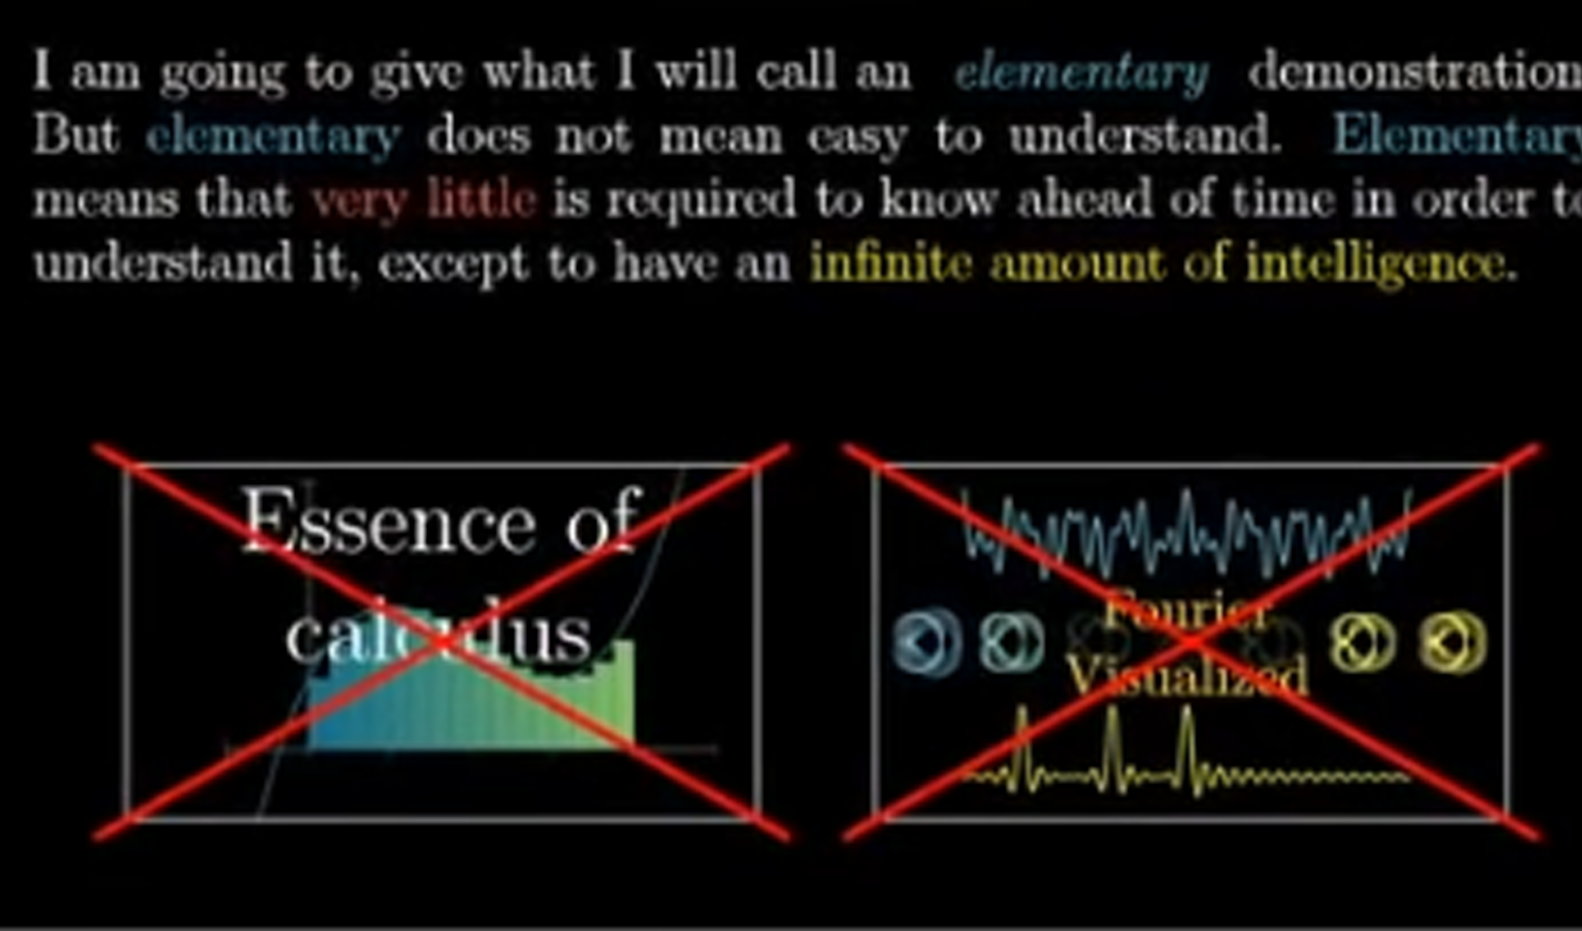 I am going to give what I will call an elementary demonstration
But elementary does not mean easy to understand. Elementary
means that very little is required to know ahead of time in order to
understand it, except to have an infinite amount of intelligence.
Essence of
calculus
Fourier
Visualized